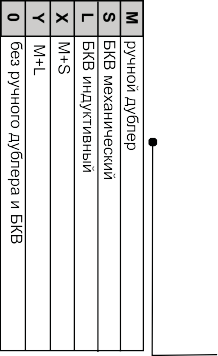 M ручной дублер
S БКВ механический
L БКВ индуктивный
X M+S
Y M+L
0 без ручного дублера и БКВ